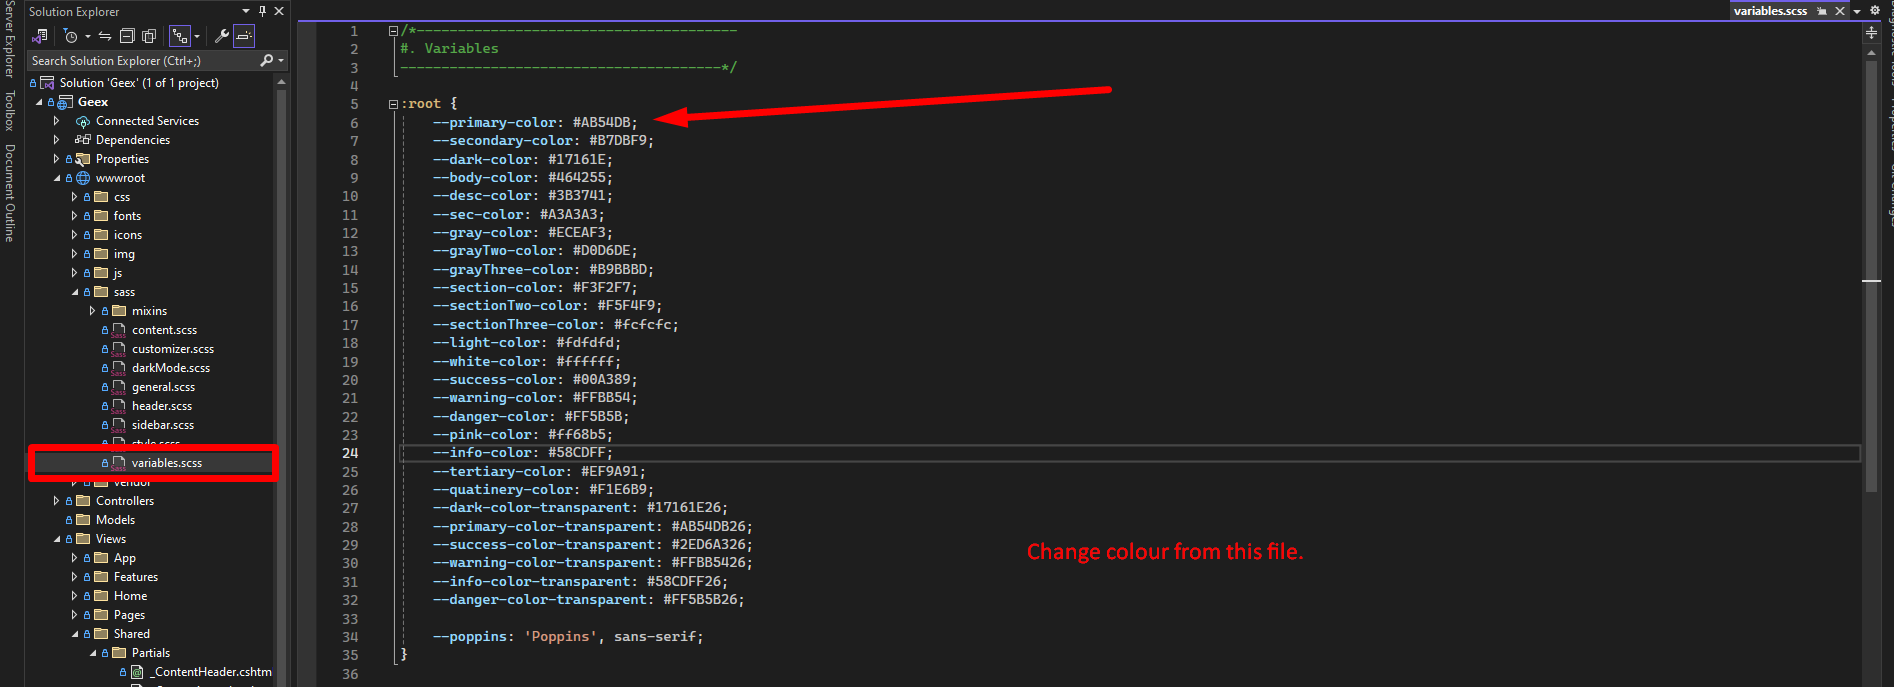 Solution Explorer
Search Solution Explorer (Ctrl+;)
Server Explorer
Toolbox
Document Outline
Solution 'Geex' (1 of 1 project)
Geex
Connected Services
Dependencies
Properties
wwwroot
css
fonts
icons
img
js
sass
mixins
content.scss
customizer.scss
darkMode.scss
general.scss
header.scss
sidebar.scss
style.scss
variables.scss
vendor
Controllers
Models
Views
App
Features
Home
Pages
Shared
Partials
_ContentHeader.cshtm
variables.scss
1 /*---------------------------------------
2 #. Variables
3 ---------------------------------------*/
4
5 :root {
6 --primary-color: #AB54DB;
7 --secondary-color: #B7DBF9;
8 --dark-color: #17161E;
9 --body-color: #464255;
10 --desc-color: #3B3741;
11 --sec-color: #A3A3A3;
12 --gray-color: #ECEAF3;
13 --grayTwo-color: #D0D6DE;
14 --grayThree-color: #B9BBBD;
15 --section-color: #F3F2F7;
16 --sectionTwo-color: #F5F4F9;
17 --sectionThree-color: #fcfcfc;
18 --light-color: #fdfdfd;
19 --white-color: #ffffff;
20 --success-color: #00A389;
21 --warning-color: #FFBB54;
22 --danger-color: #FF5B5B;
23 --pink-color: #ff68b5;
24 --info-color: #58CDFF;
25 --tertiary-color: #EF9A91;
26 --quatinery-color: #F1E6B9;
27 --dark-color-transparent: #17161E26;
28 --primary-color-transparent: #AB54DB26;
29 --success-color-transparent: #2ED6A326;
30 --warning-color-transparent: #FFBB5426;
31 --info-color-transparent: #58CDFF26;
32 --danger-color-transparent: #FF5B5B26;
33
34 --poppins: 'Poppins', sans-serif;
35 }
36
Change colour from this file.